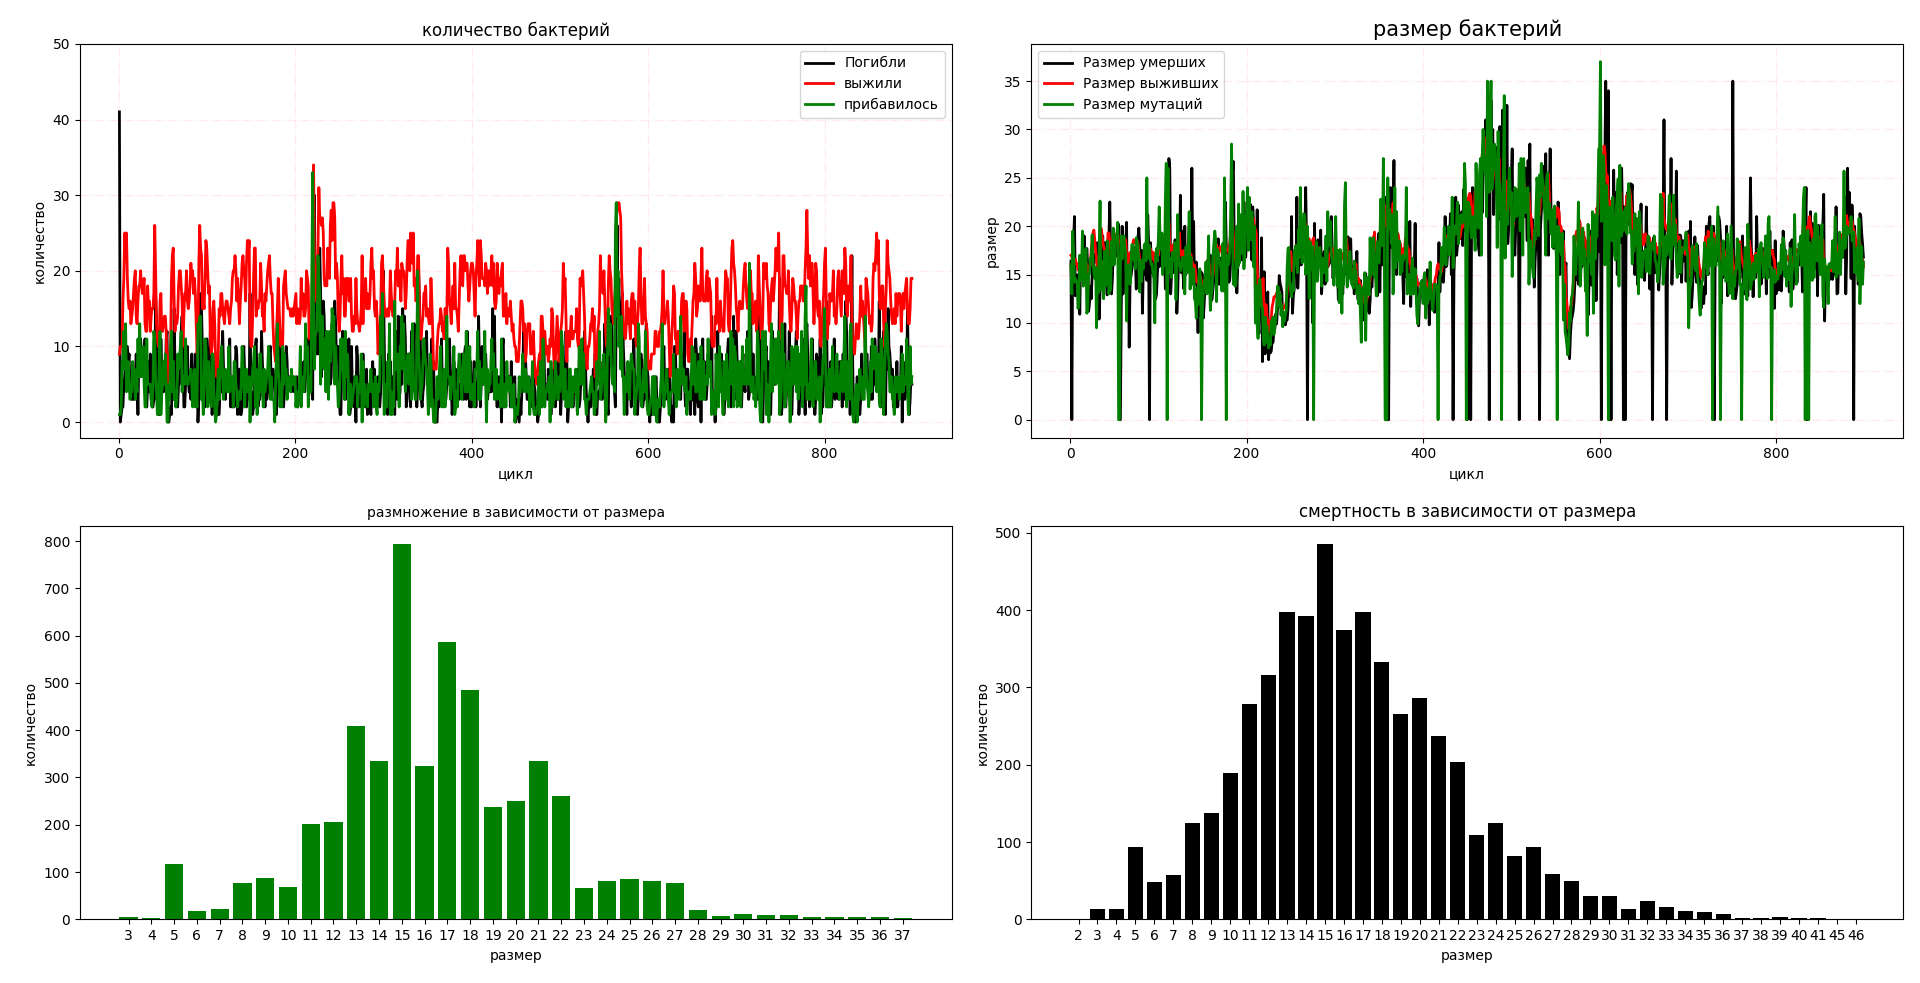 количество бактерий
50
40
30
20
10
0
количество
Погибли
выжили
прибавилось
0 200 400 600 800
цикл
размер бактерий
35
30
25
20
15
10
5
0
размер
Размер умерших
Размер выживших
Размер мутаций
0 200 400 600 800
цикл
размножение в зависимости от размера
800
700
600
500
400
300
200
100
0
количество
3 4 5 6 7 8 9 10 11 12 13 14 15 16 17 18 19 20 21 22 23 24 25 26 27 28 29 30 31 32 33 34 35 36 37
размер
смертность в зависимости от размера
500
400
300
200
100
0
количество
2 3 4 5 6 7 8 9 10 11 12 13 14 15 16 17 18 19 20 21 22 23 24 25 26 27 28 29 30 31 32 33 34 35 36 37 38 39 40 41 45 46
размер